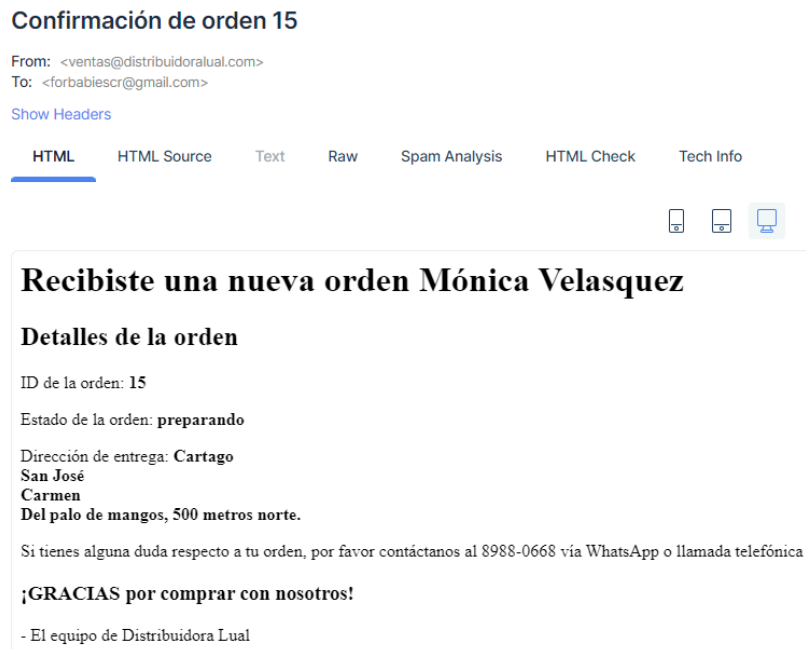 Confirmación de orden 15
From: <ventas@distribuidoralual.com>
To: <forbabiescr@gmail.com>
Show Headers
HTML HTML Source Text Raw Spam Analysis HTML Check Tech Info
Recibiste una nueva orden Mónica Velasquez
Detalles de la orden
ID de la orden: 15
Estado de la orden: preparando
Dirección de entrega: Cartago
San José
Carmen
Del palo de mangos, 500 metros norte.
Si tienes alguna duda respecto a tu orden, por favor contáctanos al 8988-0668 vía WhatsApp o llamada telefónica
¡GRACIAS por comprar con nosotros!
- El equipo de Distribuidora Lual